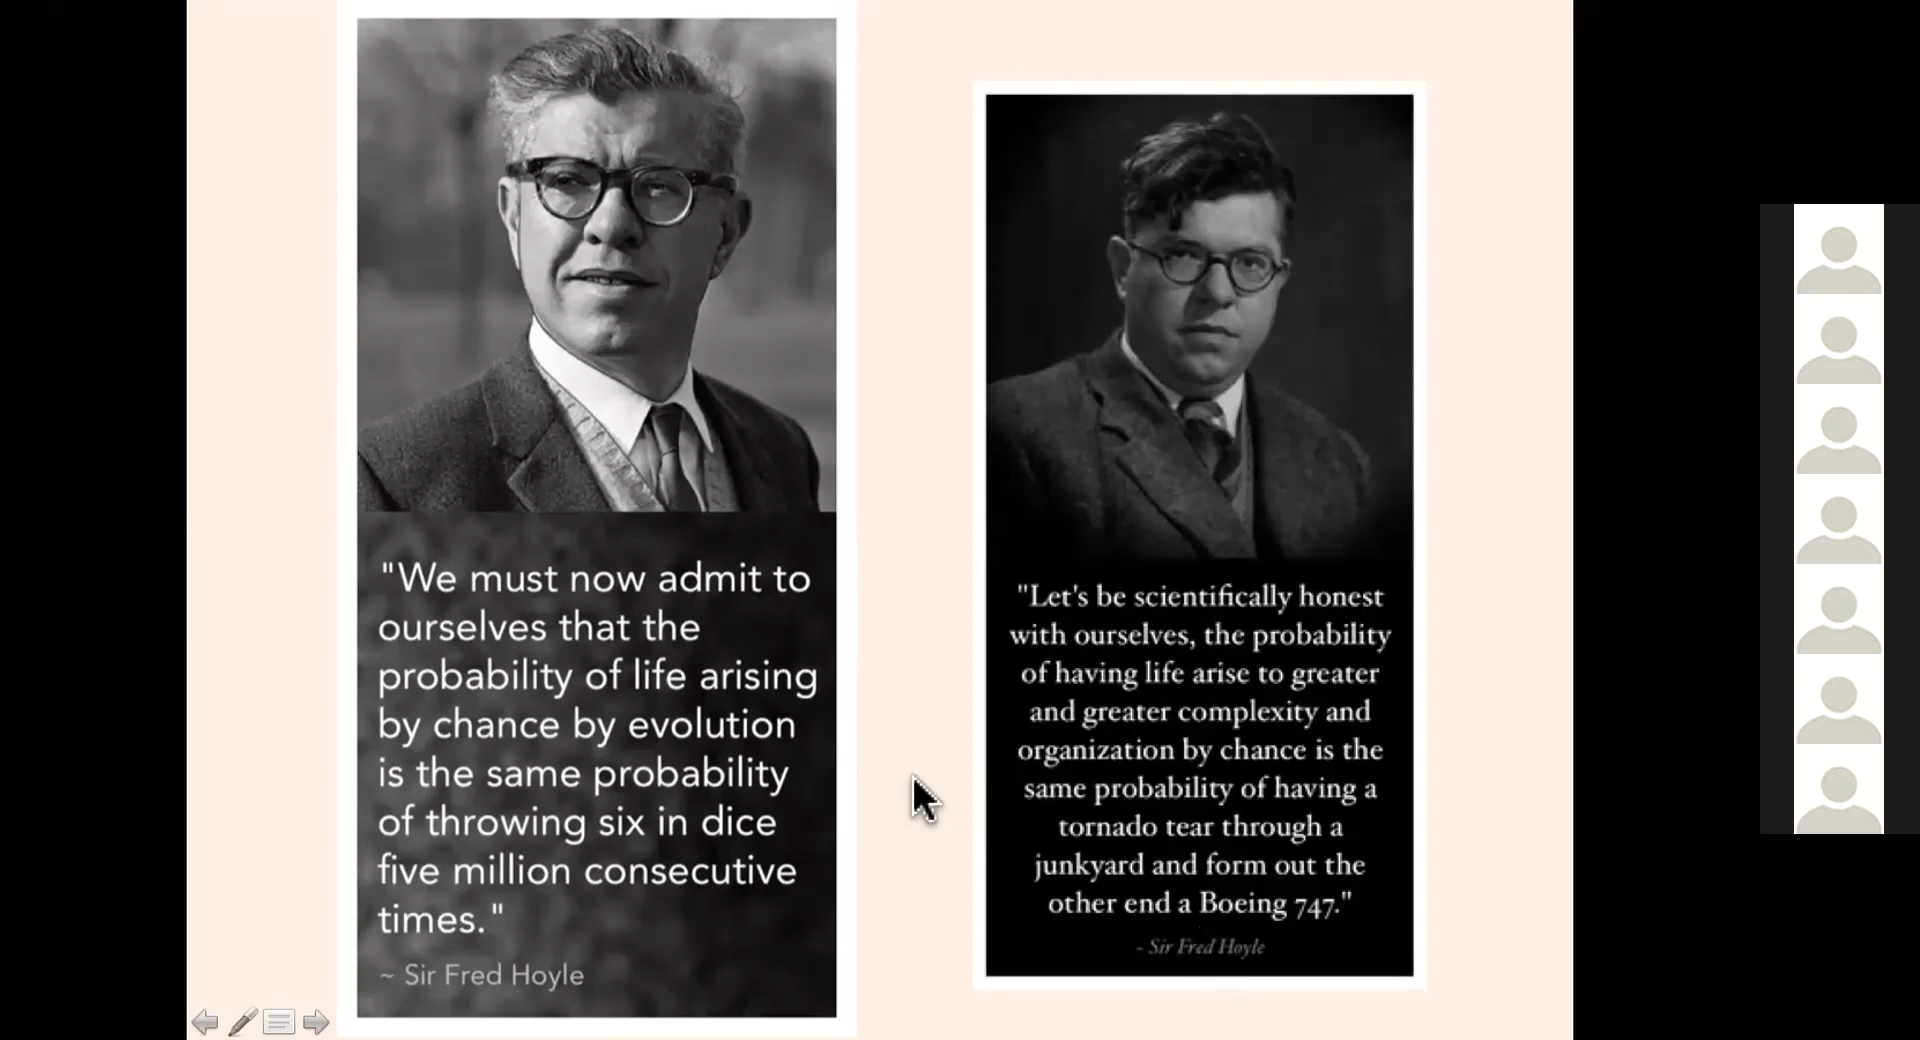 "We must now admit to
ourselves that the
probability of life arising
by chance by evolution
is the same probability
of throwing six in dice
five million consecutive
times."
~ Sir Fred Hoyle
"Let's be scientifically honest
with ourselves, the probability
of having life arise to greater
and greater complexity and
organization by chance is the
same probability of having a
tornado tear through a
junkyard and form out the
other end a Boeing 747."
- Sir Fred Hoyle